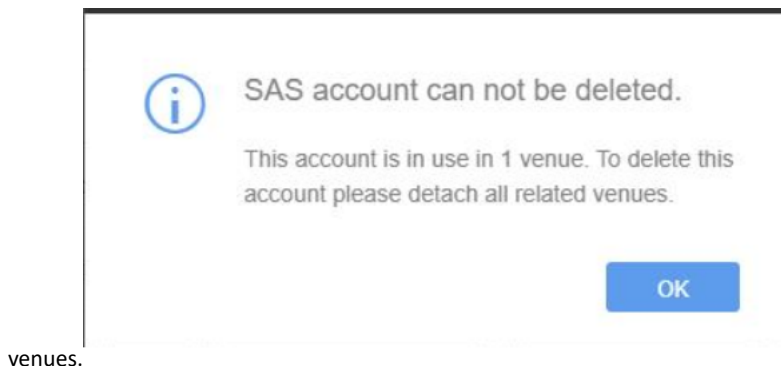 SAS account can not be deleted.
This account is in use in 1 venue. To delete this
account please detach all related venues.
OK
venues.